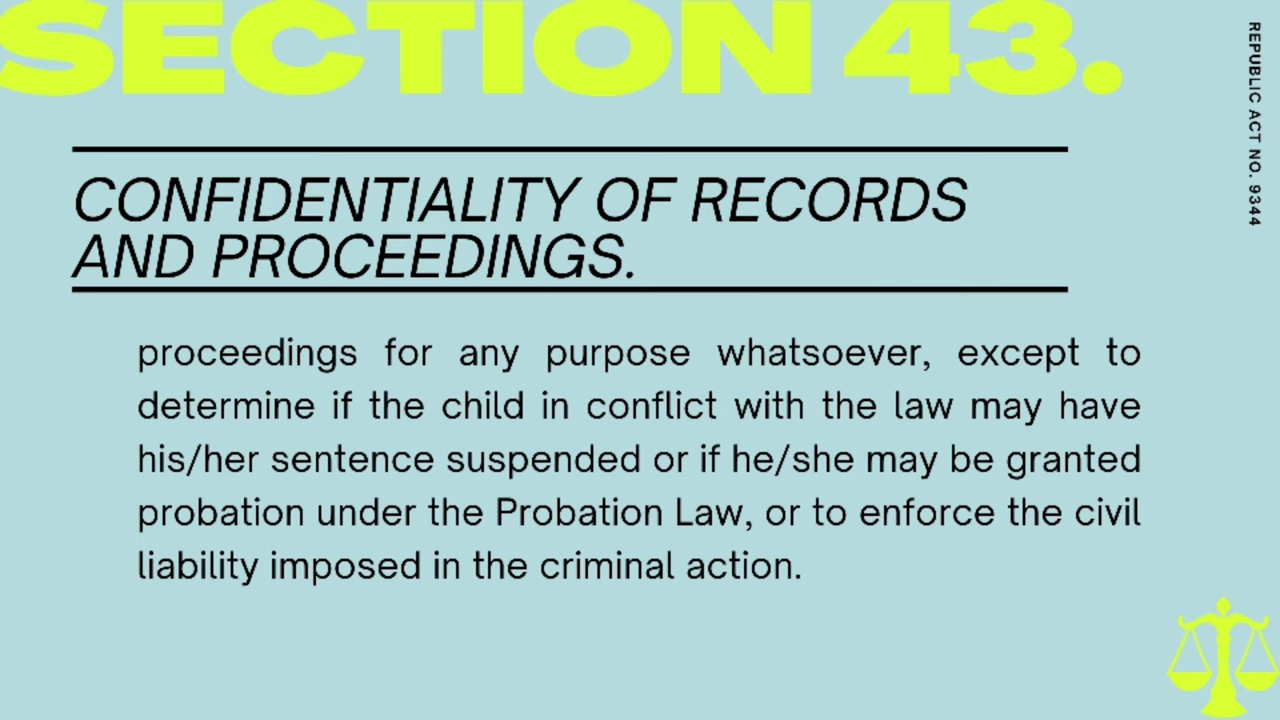 SECTION 43.
REPUBLIC ACT NO. 9344
CONFIDENTIALITY OF RECORDS
AND PROCEEDINGS.
proceedings for any purpose whatsoever, except to
determine if the child in conflict with the law may have
his/her sentence suspended or if he/she may be granted
probation under the Probation Law, or to enforce the civil
liability imposed in the criminal action.